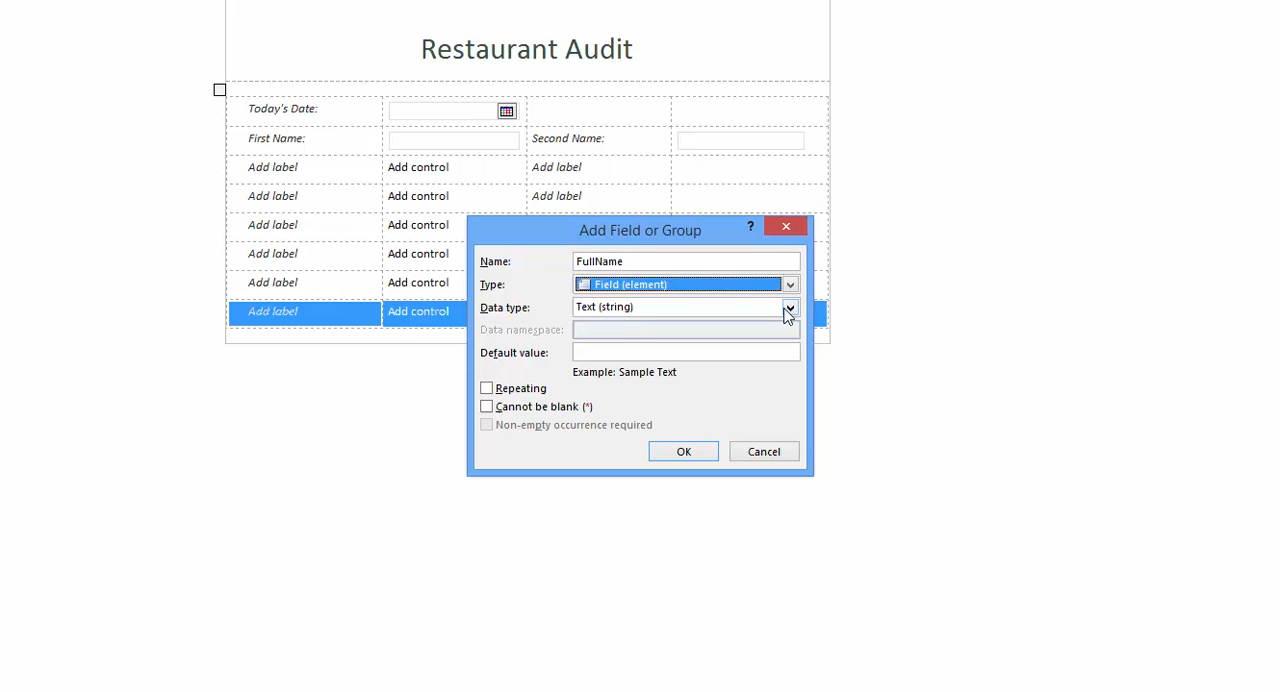 Restaurant Audit
Today's Date:
First Name: Second Name:
Add label Add control Add label
Add label Add control Add label
Add label Add control
Add label Add control
Add label Add control
Add label Add control
Add Field or Group ?
Name: FullName
Type: Field (element)
Data type: Text (string)
Data namespace:
Default value:
Example: Sample Text
Repeating
Cannot be blank (*)
Non-empty occurrence required
OK Cancel